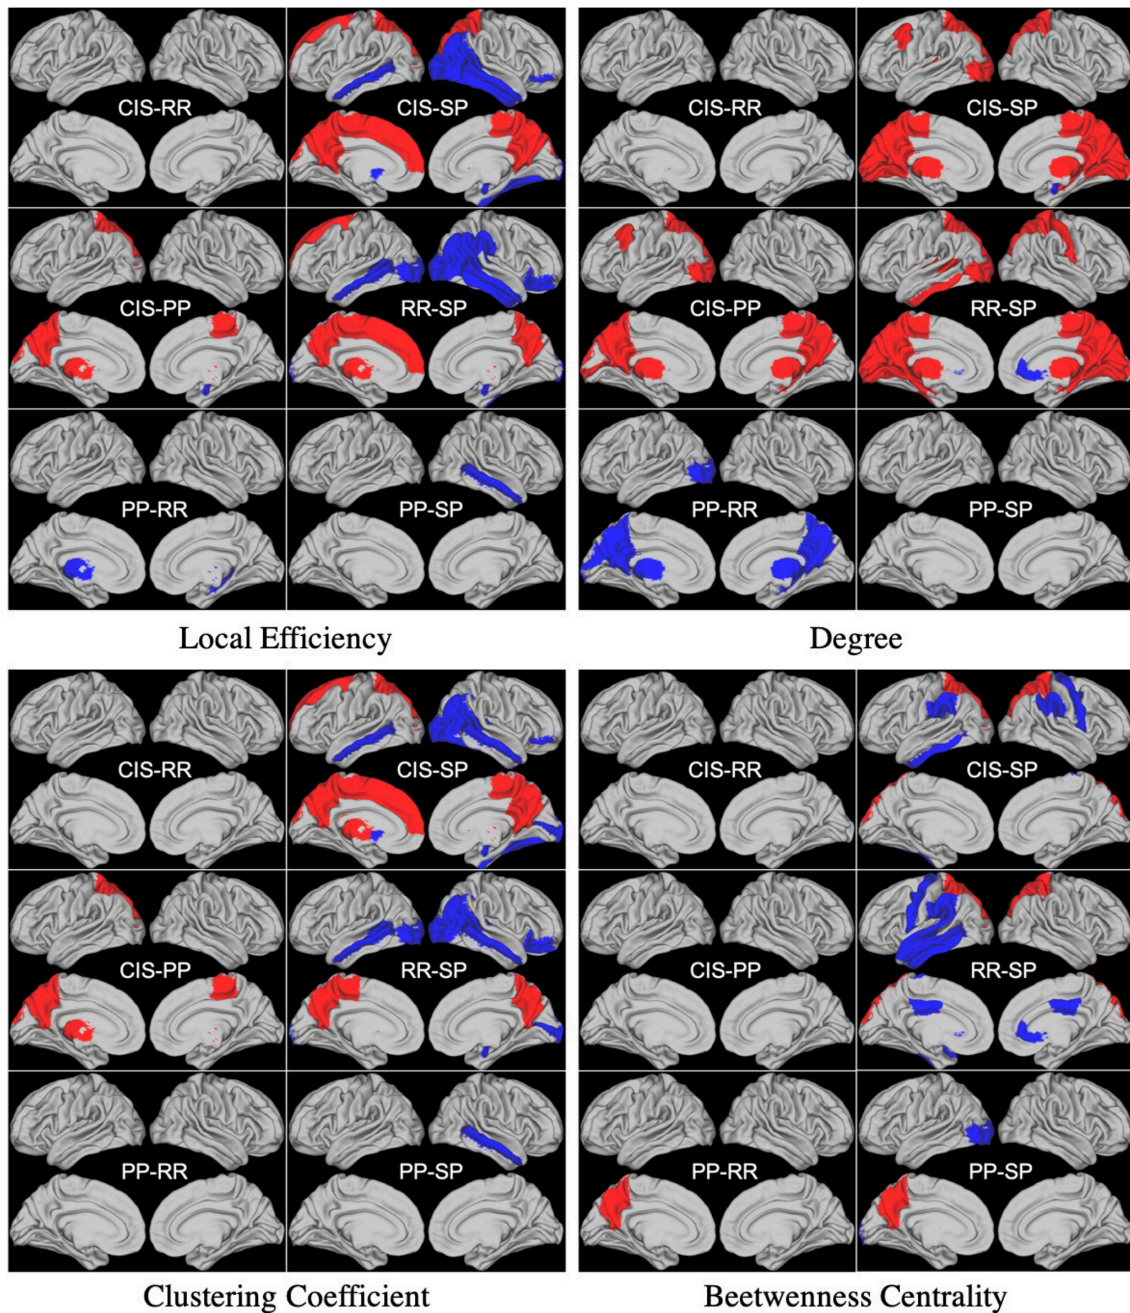 CIS-RR
CIS-SP
CIS-RR
CIS-SP
CIS-PP
RR-SP
CIS-PP
RR-SP
PP-RR
PP-SP
PP-RR
PP-SP
Local Efficiency
Degree
CIS-RR
CIS-SP
CIS-RR
CIS-SP
CIS-PP
RR-SP
CIS-PP
RR-SP
PP-RR
PP-SP
PP-RR
PP-SP
Clustering Coefficient
Beetwenness Centrality